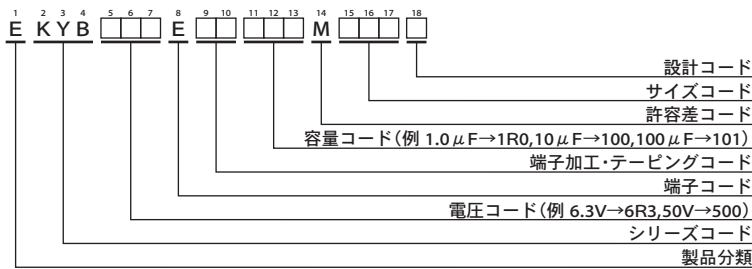 1 2 3 4 5 6 7 8 9 10 11 12 13 14 15 16 17 18
E KYB □□□ E □□ □□□ M □□□ □
設計コード
サイズコード
許容差コード
容量コード(例 1.0μF→1R0,10μF→100,100μF→101)
端子加工・テーピングコード
端子コード
電圧コード(例 6.3V→6R3,50V→500)
シリーズコード
製品分類